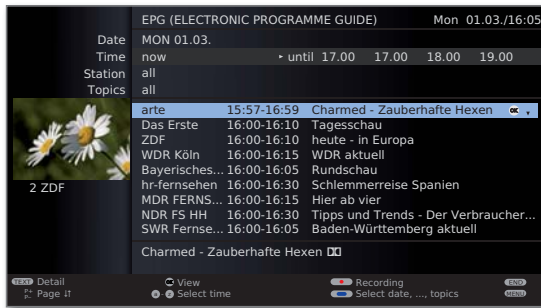 EPG (ELECTRONIC PROGRAMME GUIDE) Mon 01.03./16:05
Date MON 01.03.
Time now ‣ until 17.00 17.00 18.00 19.00
Station all
Topics all
arte 15:57-16:59 Charmed - Zauberhafte Hexen OK
Das Erste 16:00-16:10 Tagesschau
ZDF 16:00-16:10 heute - in Europa
WDR Köln 16:00-16:15 WDR aktuell
Bayerisches... 16:00-16:05 Rundschau
hr-fernsehen 16:00-16:30 Schlemmerreise Spanien
MDR FERNS... 16:00-16:15 Hier ab vier
NDR FS HH 16:00-16:30 Tipps und Trends - Der Verbraucher...
SWR Fernse... 16:00-16:05 Baden-Württemberg aktuell
2 ZDF
Charmed - Zauberhafte Hexen
TEXT Detail OK View Recording END
P+ P- Page ↓↑ 0-9 Select time Select date, ..., topics MENU